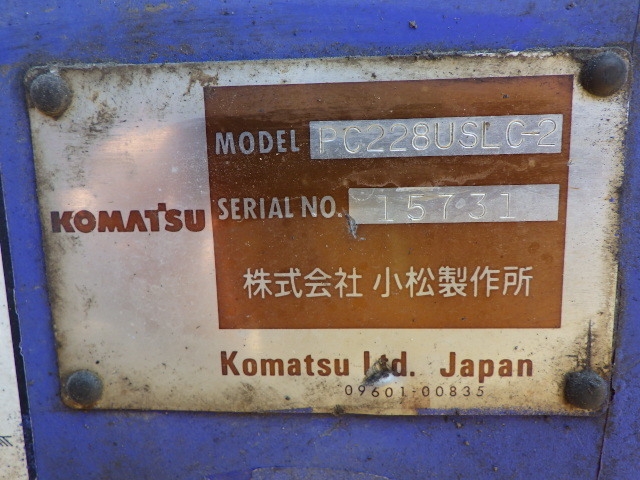 MODEL PC228USLC-2
KOMATSU
SERIAL NO. 15731
株式会社 小松製作所
Komatsu Ltd. Japan
09601-00835